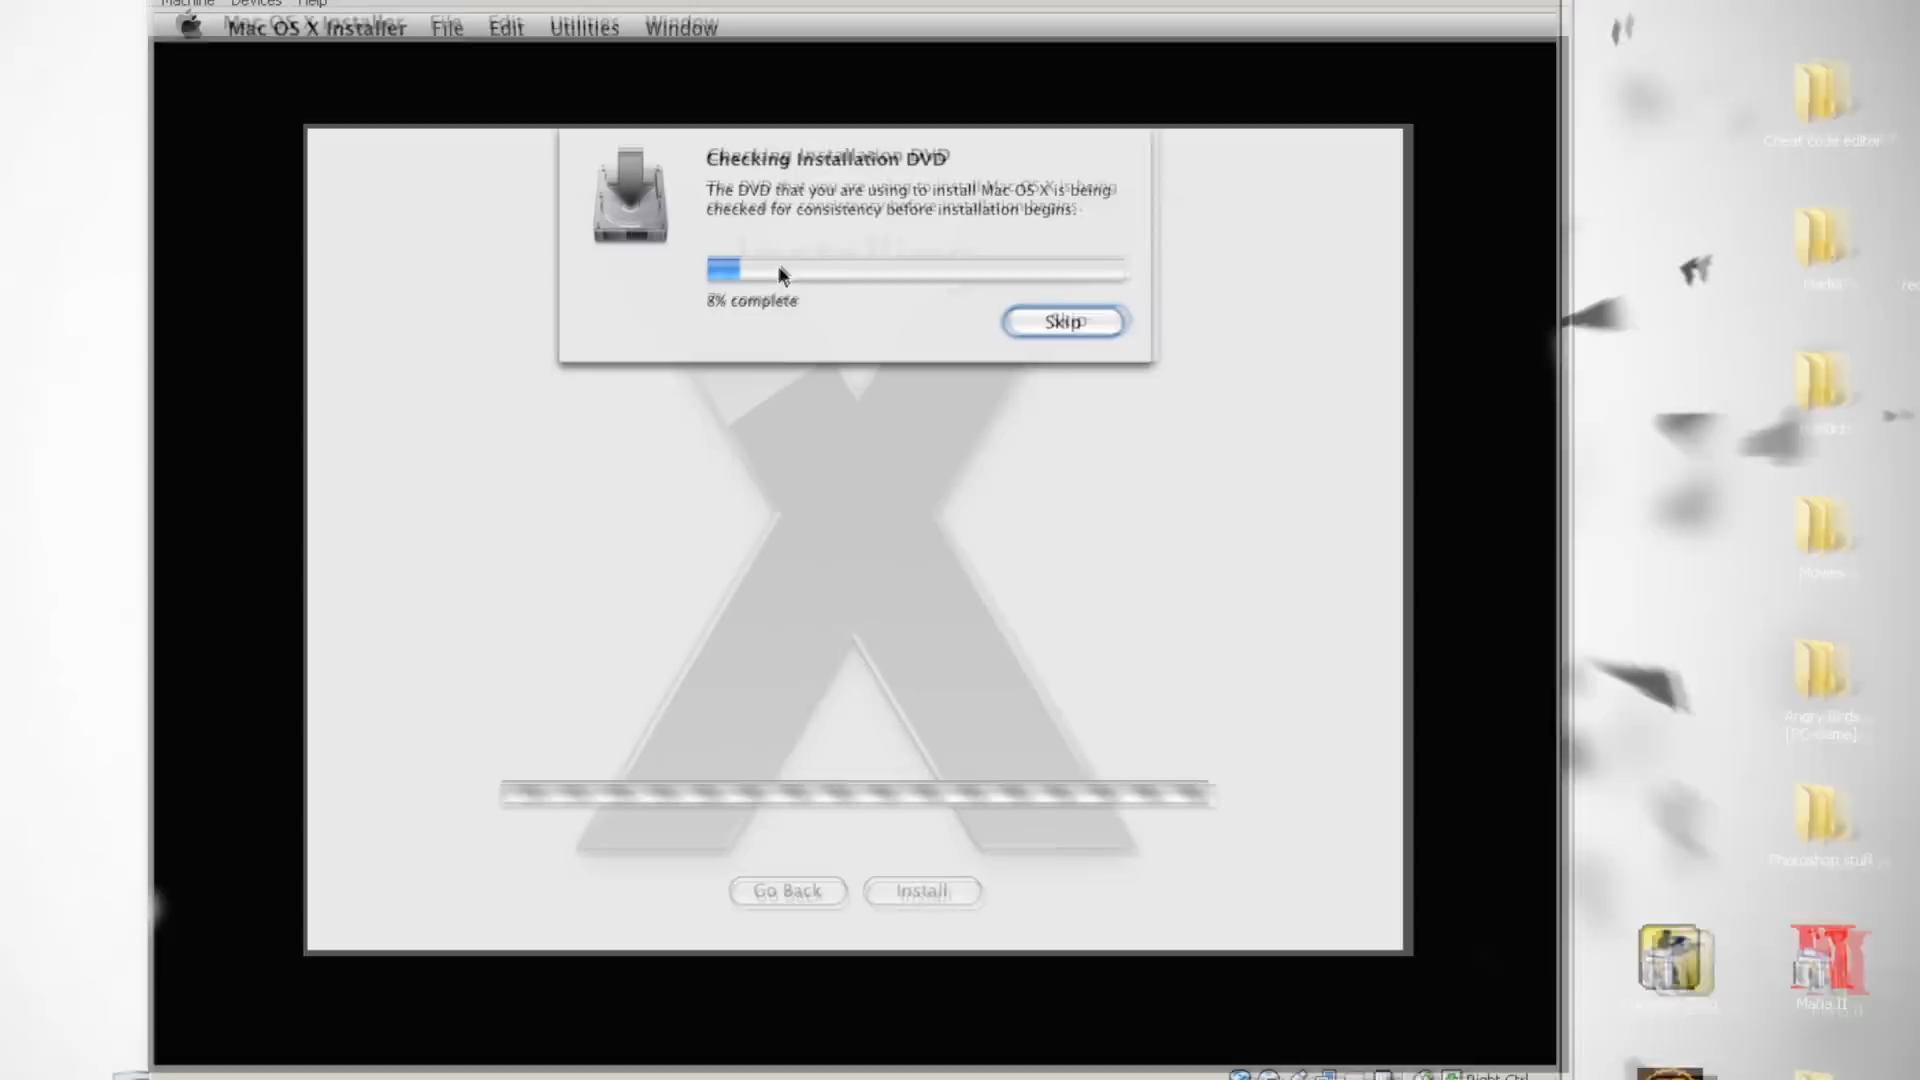 Machine Devices Help
Mac OS X Installer File Edit Utilities Window
Checking Installation DVD
The DVD that you are using to install Mac OS X is being
checked for consistency before installation begins.
8% complete
Skip
Go Back Install
Cheat code editor
Movies
Angry Birds
[PC-Game]
Photoshop stuff
Mafia II
Right Ctrl